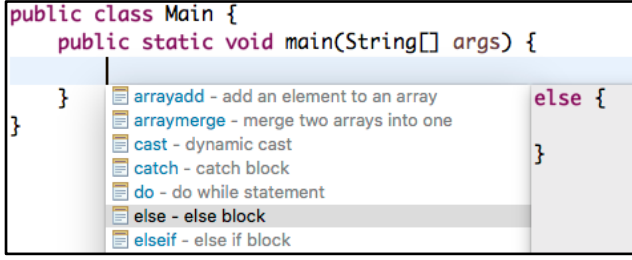 public class Main {
public static void main(String[] args) {
}
}
arrayadd - add an element to an array
arraymerge - merge two arrays into one
cast - dynamic cast
catch - catch block
do - do while statement
else - else block
elseif - else if block
else {
}